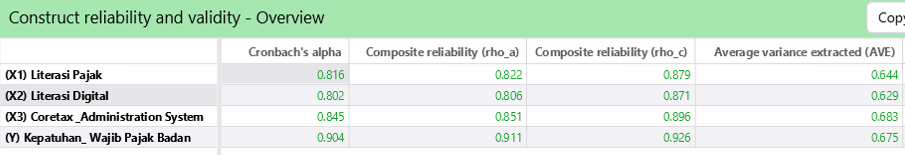 Construct reliability and validity - Overview
Copy
Cronbach's alpha Composite reliability (rho_a) Composite reliability (rho_c) Average variance extracted (AVE)
(X1) Literasi Pajak 0.816 0.822 0.879 0.644
(X2) Literasi Digital 0.802 0.806 0.871 0.629
(X3) Coretax _Administration System 0.845 0.851 0.896 0.683
(Y) Kepatuhan_ Wajib Pajak Badan 0.904 0.911 0.926 0.675